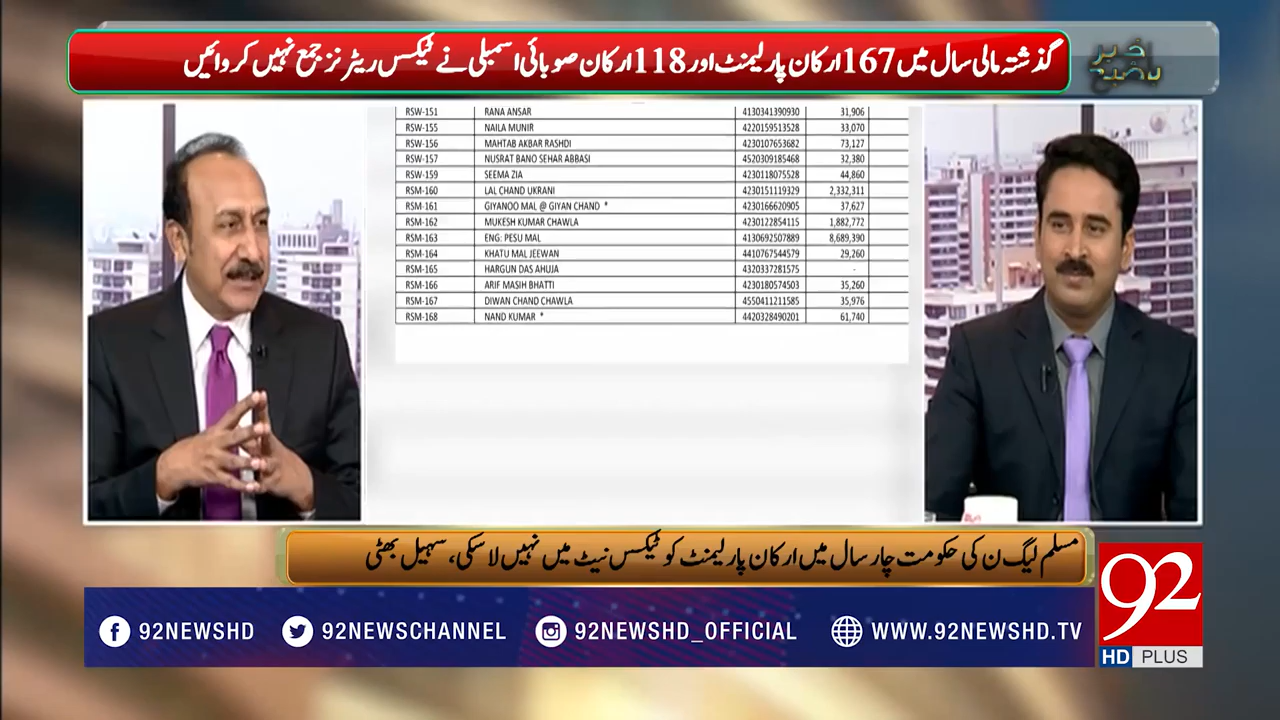 گذشتہ مالی سال میں 167 ارکان پارلیمنٹ اور 118 ارکان صوبائی اسمبلی نے ٹیکس ریٹرنز جمع نہیں کروائیں
RSW-151 RANA ANSAR 4130341390930 31,906
RSW-155 NAILA MUNIR 4220159513528 33,070
RSW-156 MAHTAB AKBAR RASHDI 4230107653682 73,127
RSW-157 NUSRAT BANO SEHAR ABBASI 4520309185468 32,380
RSW-159 SEEMA ZIA 4230118075528 44,860
RSM-160 LAL CHAND UKRANI 4230151119329 2,332,311
RSM-161 GIYANOO MAL @ GIYAN CHAND * 4230166620905 37,627
RSM-162 MUKESH KUMAR CHAWLA 4230122854115 1,882,772
RSM-163 ENG: PESU MAL 4130692507889 8,689,390
RSM-164 KHATU MAL JEEWAN 4410767544579 29,260
RSM-165 HARGUN DAS AHUJA 4320337281575 -
RSM-166 ARIF MASIH BHATTI 4230180574503 35,260
RSM-167 DIWAN CHAND CHAWLA 4550411211585 35,976
RSM-168 NAND KUMAR * 4420328490201 61,740
مسلم لیگ ن کی حکومت چار سال میں ارکان پارلیمنٹ کو ٹیکس نیٹ میں نہیں لا سکی، سہیل بھٹی
92NEWSHD 92NEWSCHANNEL 92NEWSHD_OFFICIAL WWW.92NEWSHD.TV
92
HD PLUS